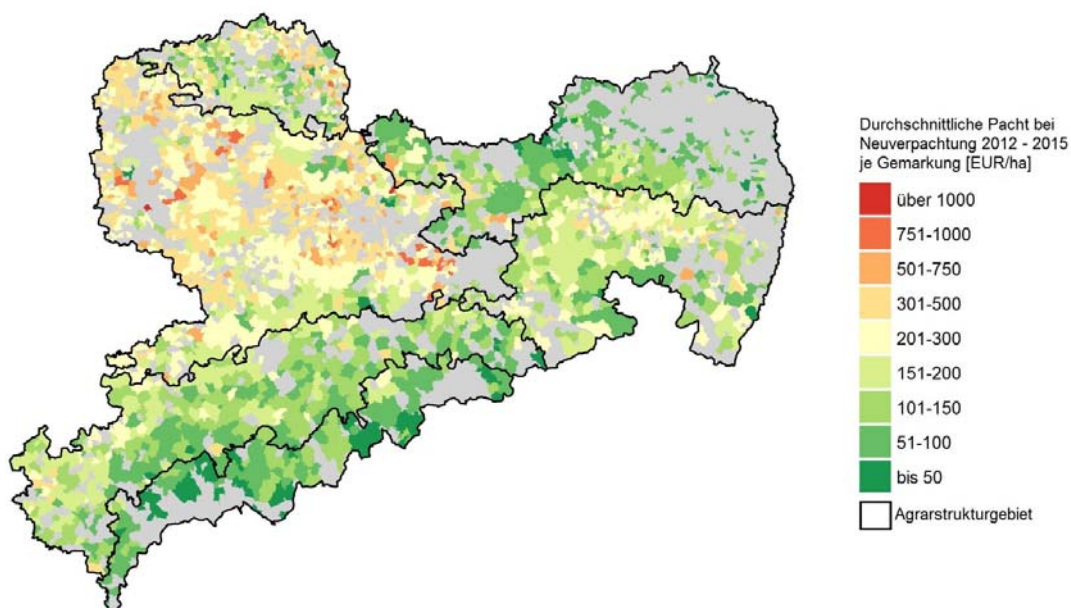 Durchschnittliche Pacht bei
Neuverpachtung 2012 - 2015
je Gemarkung [EUR/ha]
über 1000
751-1000
501-750
301-500
201-300
151-200
101-150
51-100
bis 50
Agrarstrukturgebiet